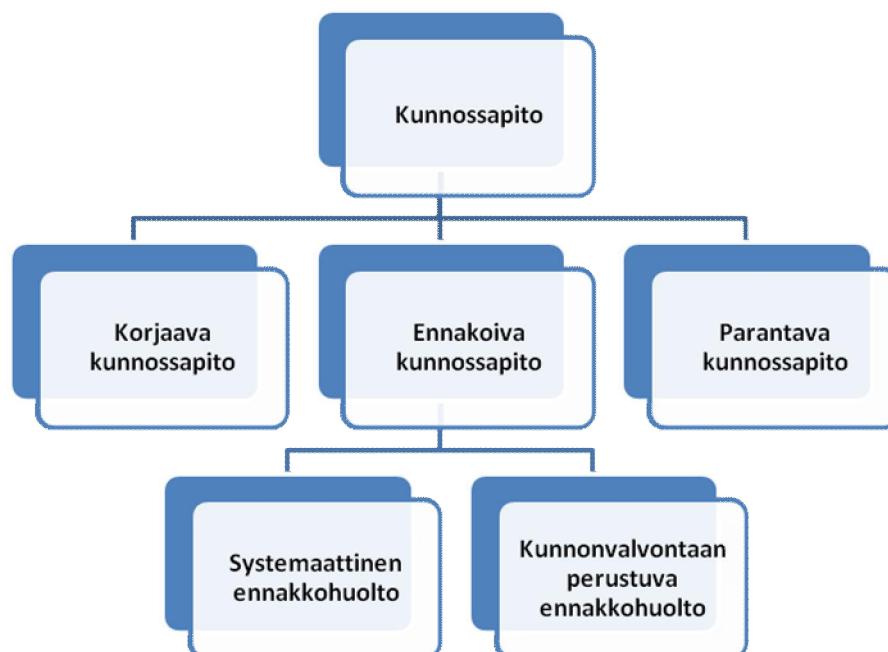 Kunnossapito
Korjaava
kunnossapito
Ennakoiva
kunnossapito
Parantava
kunnossapito
Systemaattinen
ennakkohuolto
Kunnonvalvontaan
perustuva
ennakkohuolto